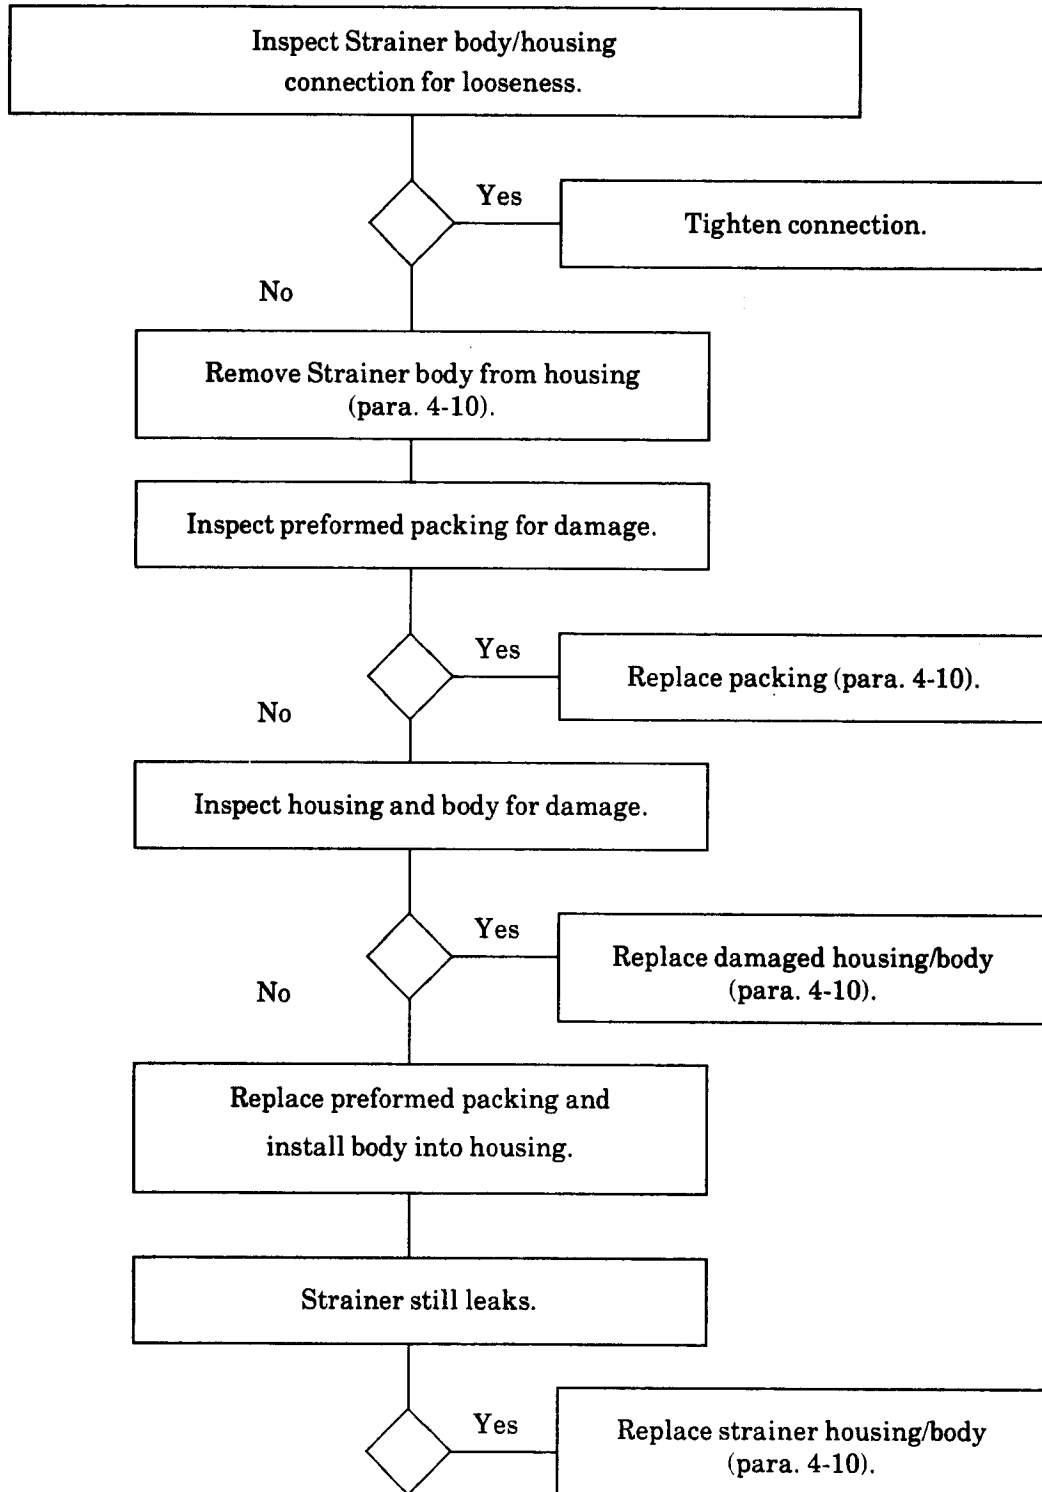 Inspect Strainer body/housing
connection for looseness.
Yes
Tighten connection.
No
Remove Strainer body from housing
(para. 4-10).
Inspect preformed packing for damage.
Yes
Replace packing (para. 4-10).
No
Inspect housing and body for damage.
Yes
Replace damaged housing/body
(para. 4-10).
No
Replace preformed packing and
install body into housing.
Strainer still leaks.
Yes
Replace strainer housing/body
(para. 4-10).